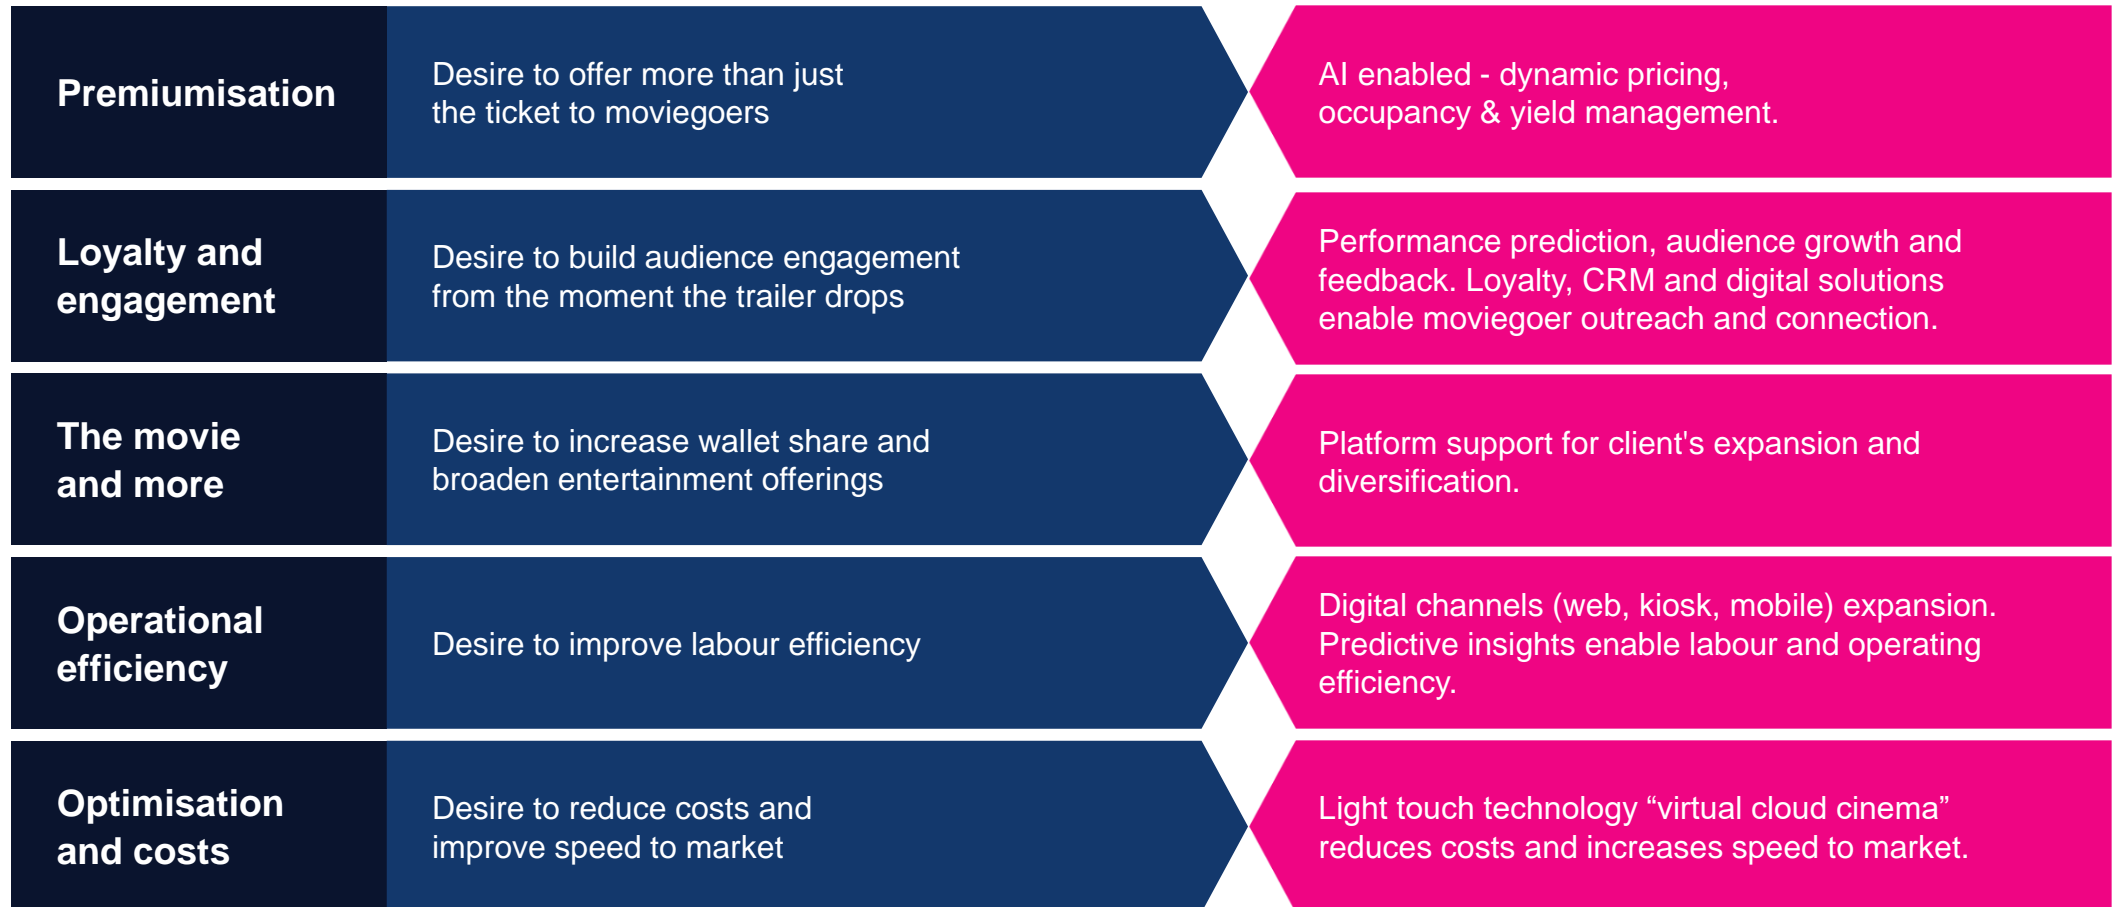 Premiumisation
Desire to offer more than just
the ticket to moviegoers
AI enabled - dynamic pricing,
occupancy & yield management.
Loyalty and
engagement
Desire to build audience engagement
from the moment the trailer drops
Performance prediction, audience growth and
feedback. Loyalty, CRM and digital solutions
enable moviegoer outreach and connection.
The movie
and more
Desire to increase wallet share and
broaden entertainment offerings
Platform support for client's expansion and
diversification.
Operational
efficiency
Desire to improve labour efficiency
Digital channels (web, kiosk, mobile) expansion.
Predictive insights enable labour and operating
efficiency.
Optimisation
and costs
Desire to reduce costs and
improve speed to market
Light touch technology “virtual cloud cinema”
reduces costs and increases speed to market.